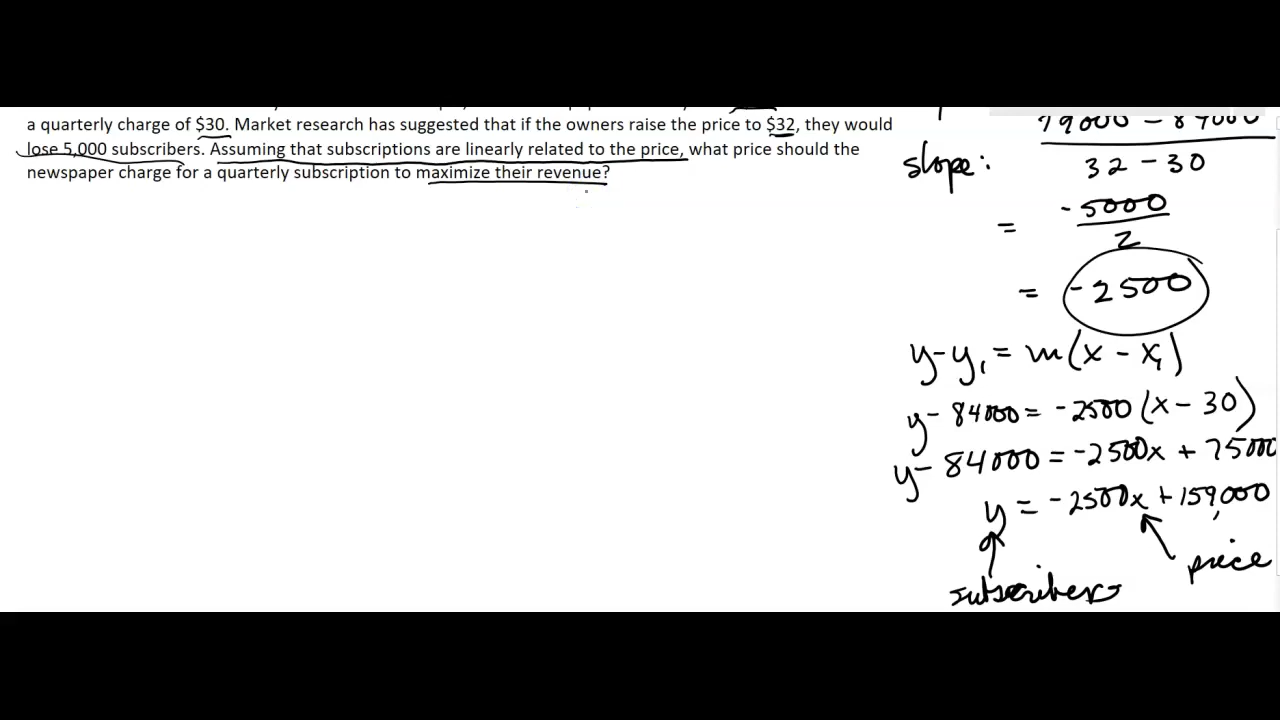 a quarterly charge of $30. Market research has suggested that if the owners raise the price to $32, they would
lose 5,000 subscribers. Assuming that subscriptions are linearly related to the price, what price should the
newspaper charge for a quarterly subscription to maximize their revenue?
79000 - 84000
slope: 32 - 30
= -5000
2
= -2500
y - y₁ = m(x - x₁)
y - 84000 = -2500(x - 30)
y - 84000 = -2500x + 75000
y = -2500x + 159,000
price
subscribers